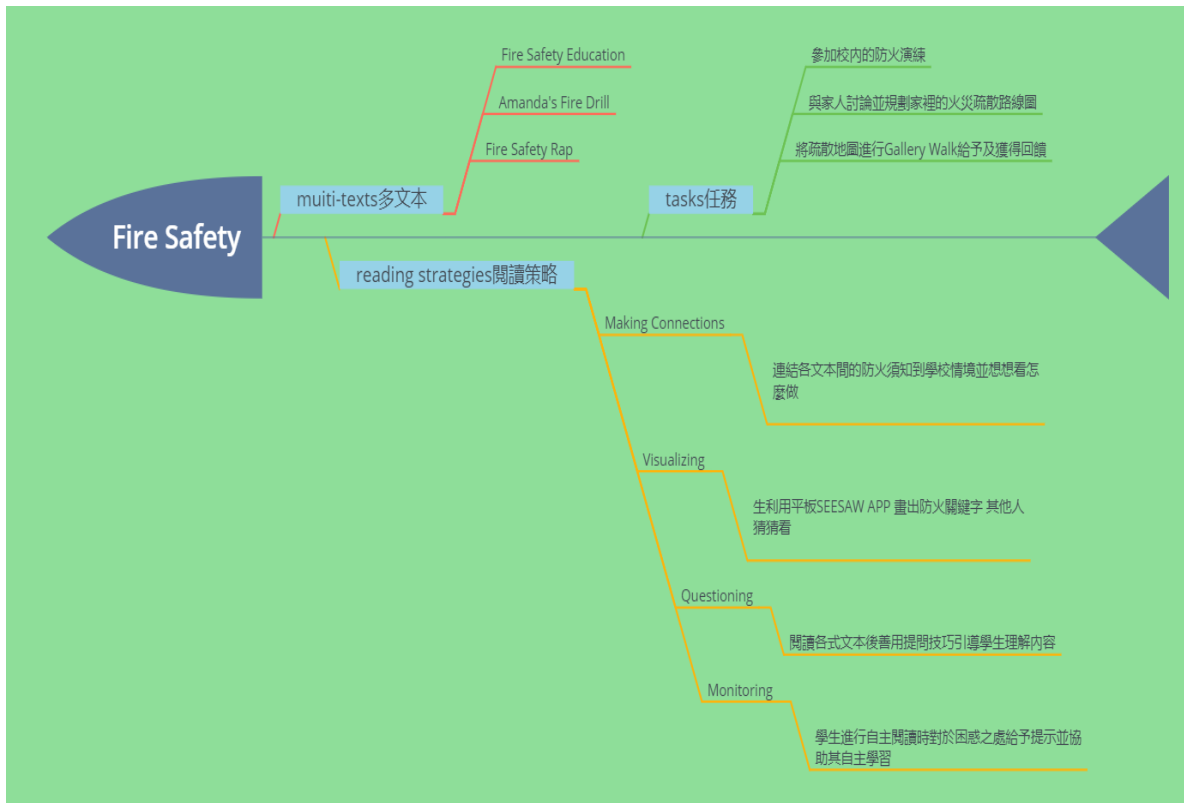 Fire Safety
muiti-texts多文本
Fire Safety Education
Amanda's Fire Drill
Fire Safety Rap
tasks任務
參加校內的防火演練
與家人討論並規劃家裡的火災疏散路線圖
將疏散地圖進行Gallery Walk給予及獲得回饋
reading strategies閱讀策略
Making Connections
連結各文本間的防火須知到學校情境並想想看怎
麼做
Visualizing
生利用平板SEESAW APP 畫出防火關鍵字 其他人
猜猜看
Questioning
閱讀各式文本後善用提問技巧引導學生理解內容
Monitoring
學生進行自主閱讀時對於困惑之處給予提示並協
助其自主學習